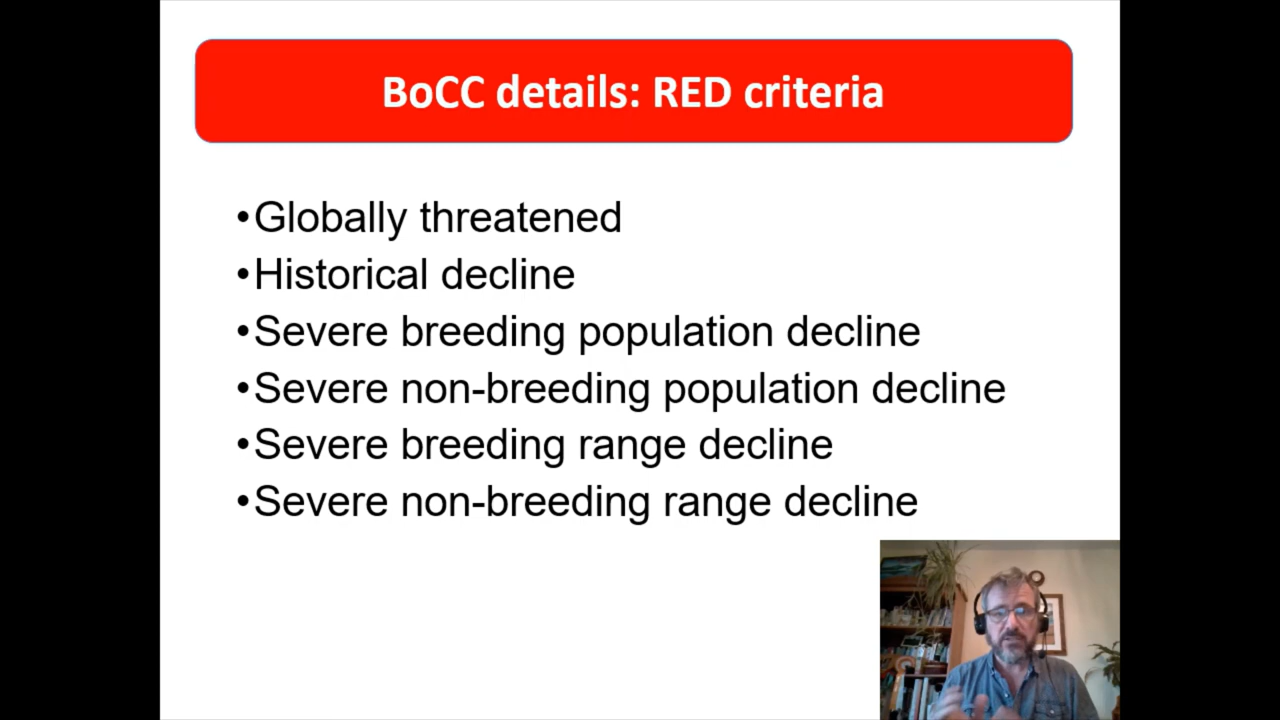 BoCC details: RED criteria
•Globally threatened
•Historical decline
•Severe breeding population decline
•Severe non-breeding population decline
•Severe breeding range decline
•Severe non-breeding range decline